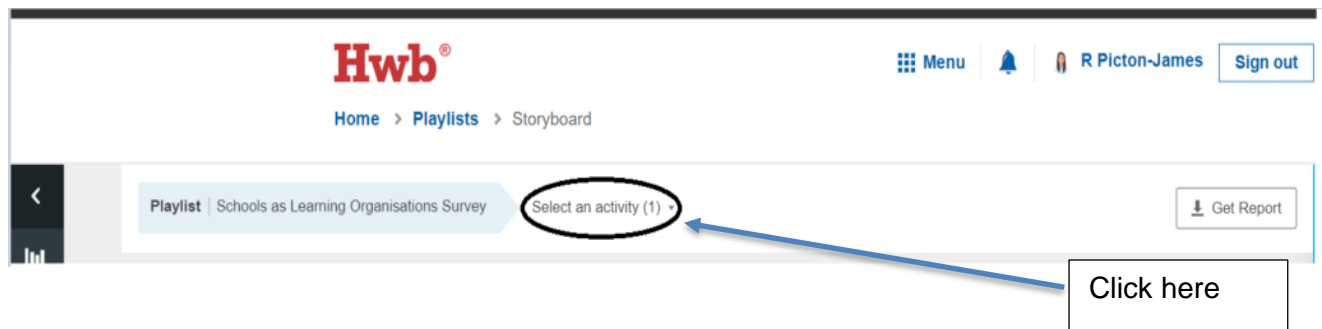 Hwb®
Menu R Picton-James Sign out
Home > Playlists > Storyboard
Playlist | Schools as Learning Organisations Survey Select an activity (1) Get Report
Click here